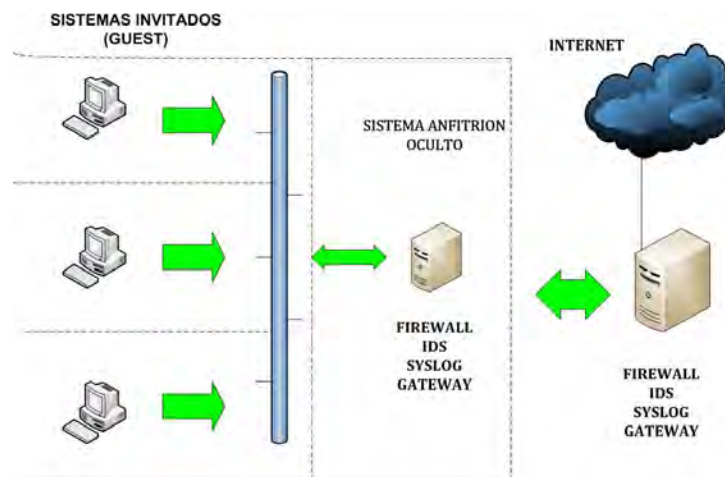 SISTEMAS INVITADOS
(GUEST)
INTERNET
SISTEMA ANFITRION
OCULTO
FIREWALL
IDS
SYSLOG
GATEWAY
FIREWALL
IDS
SYSLOG
GATEWAY